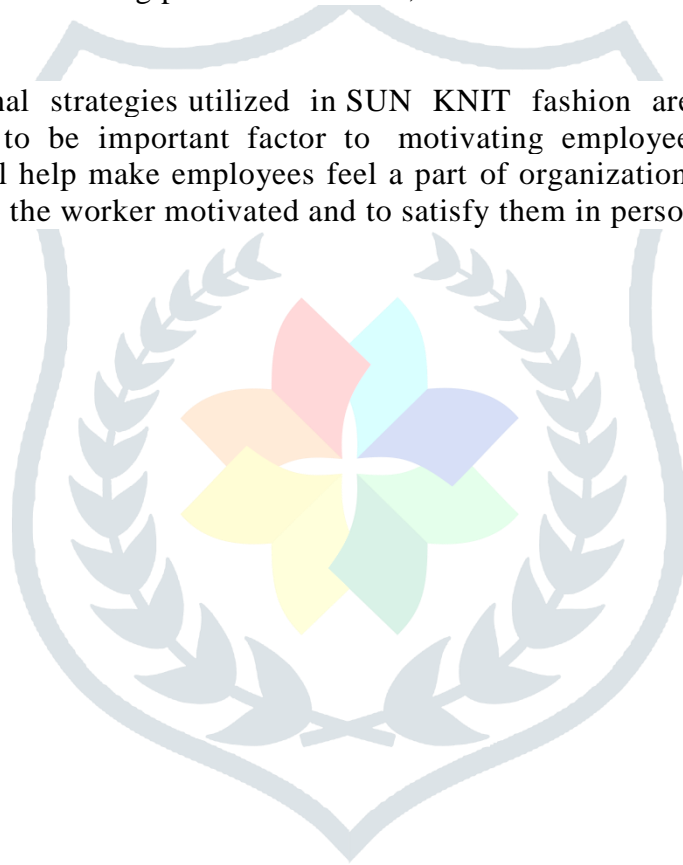 nal strategies utilized in SUN KNIT fashion are
to be important factor to motivating employee
l help make employees feel a part of organization
the worker motivated and to satisfy them in perso